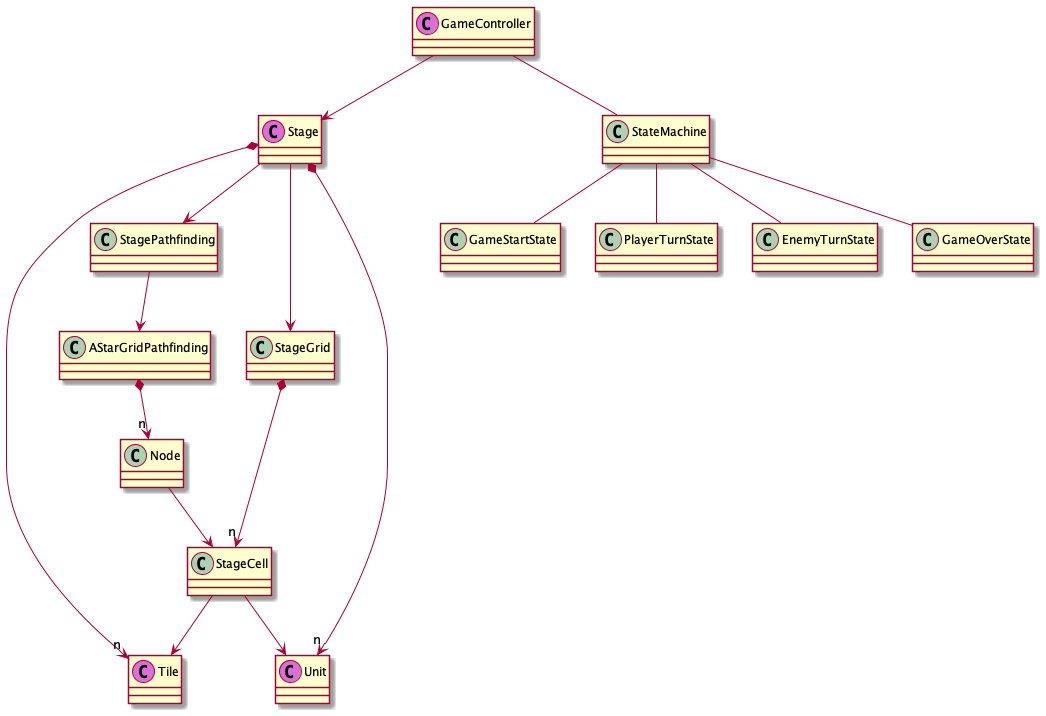 C GameController
C Stage
C StateMachine
C StagePathfinding
C GameStartState
C PlayerTurnState
C EnemyTurnState
C GameOverState
C AStarGridPathfinding
C StageGrid
n
C Node
n
C StageCell
n
n
C Tile
C Unit